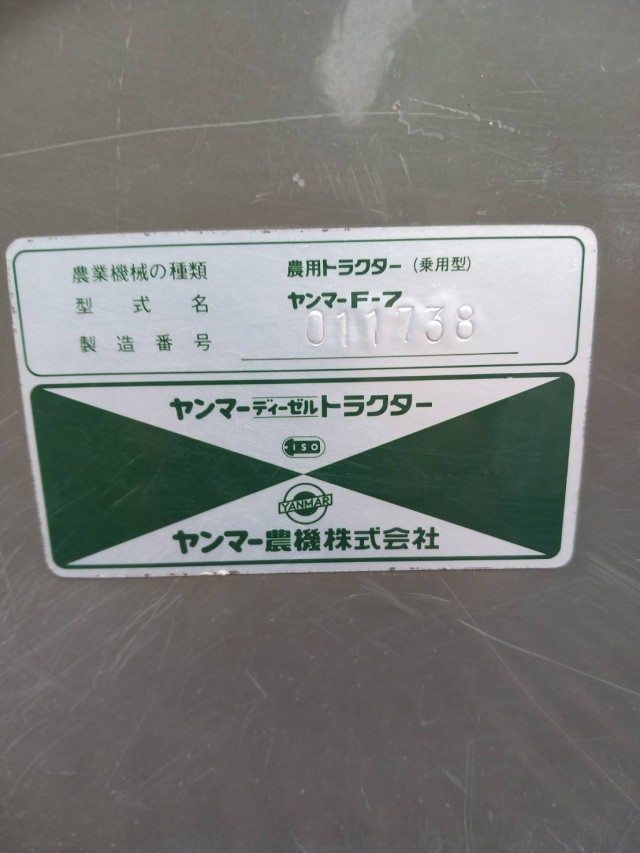 農業機械の種類 農用トラクター (乗用型)
型式名 ヤンマーF-7
製造番号 011738
ヤンマーディーゼルトラクター
ISO
YANMAR
ヤンマー農機株式会社